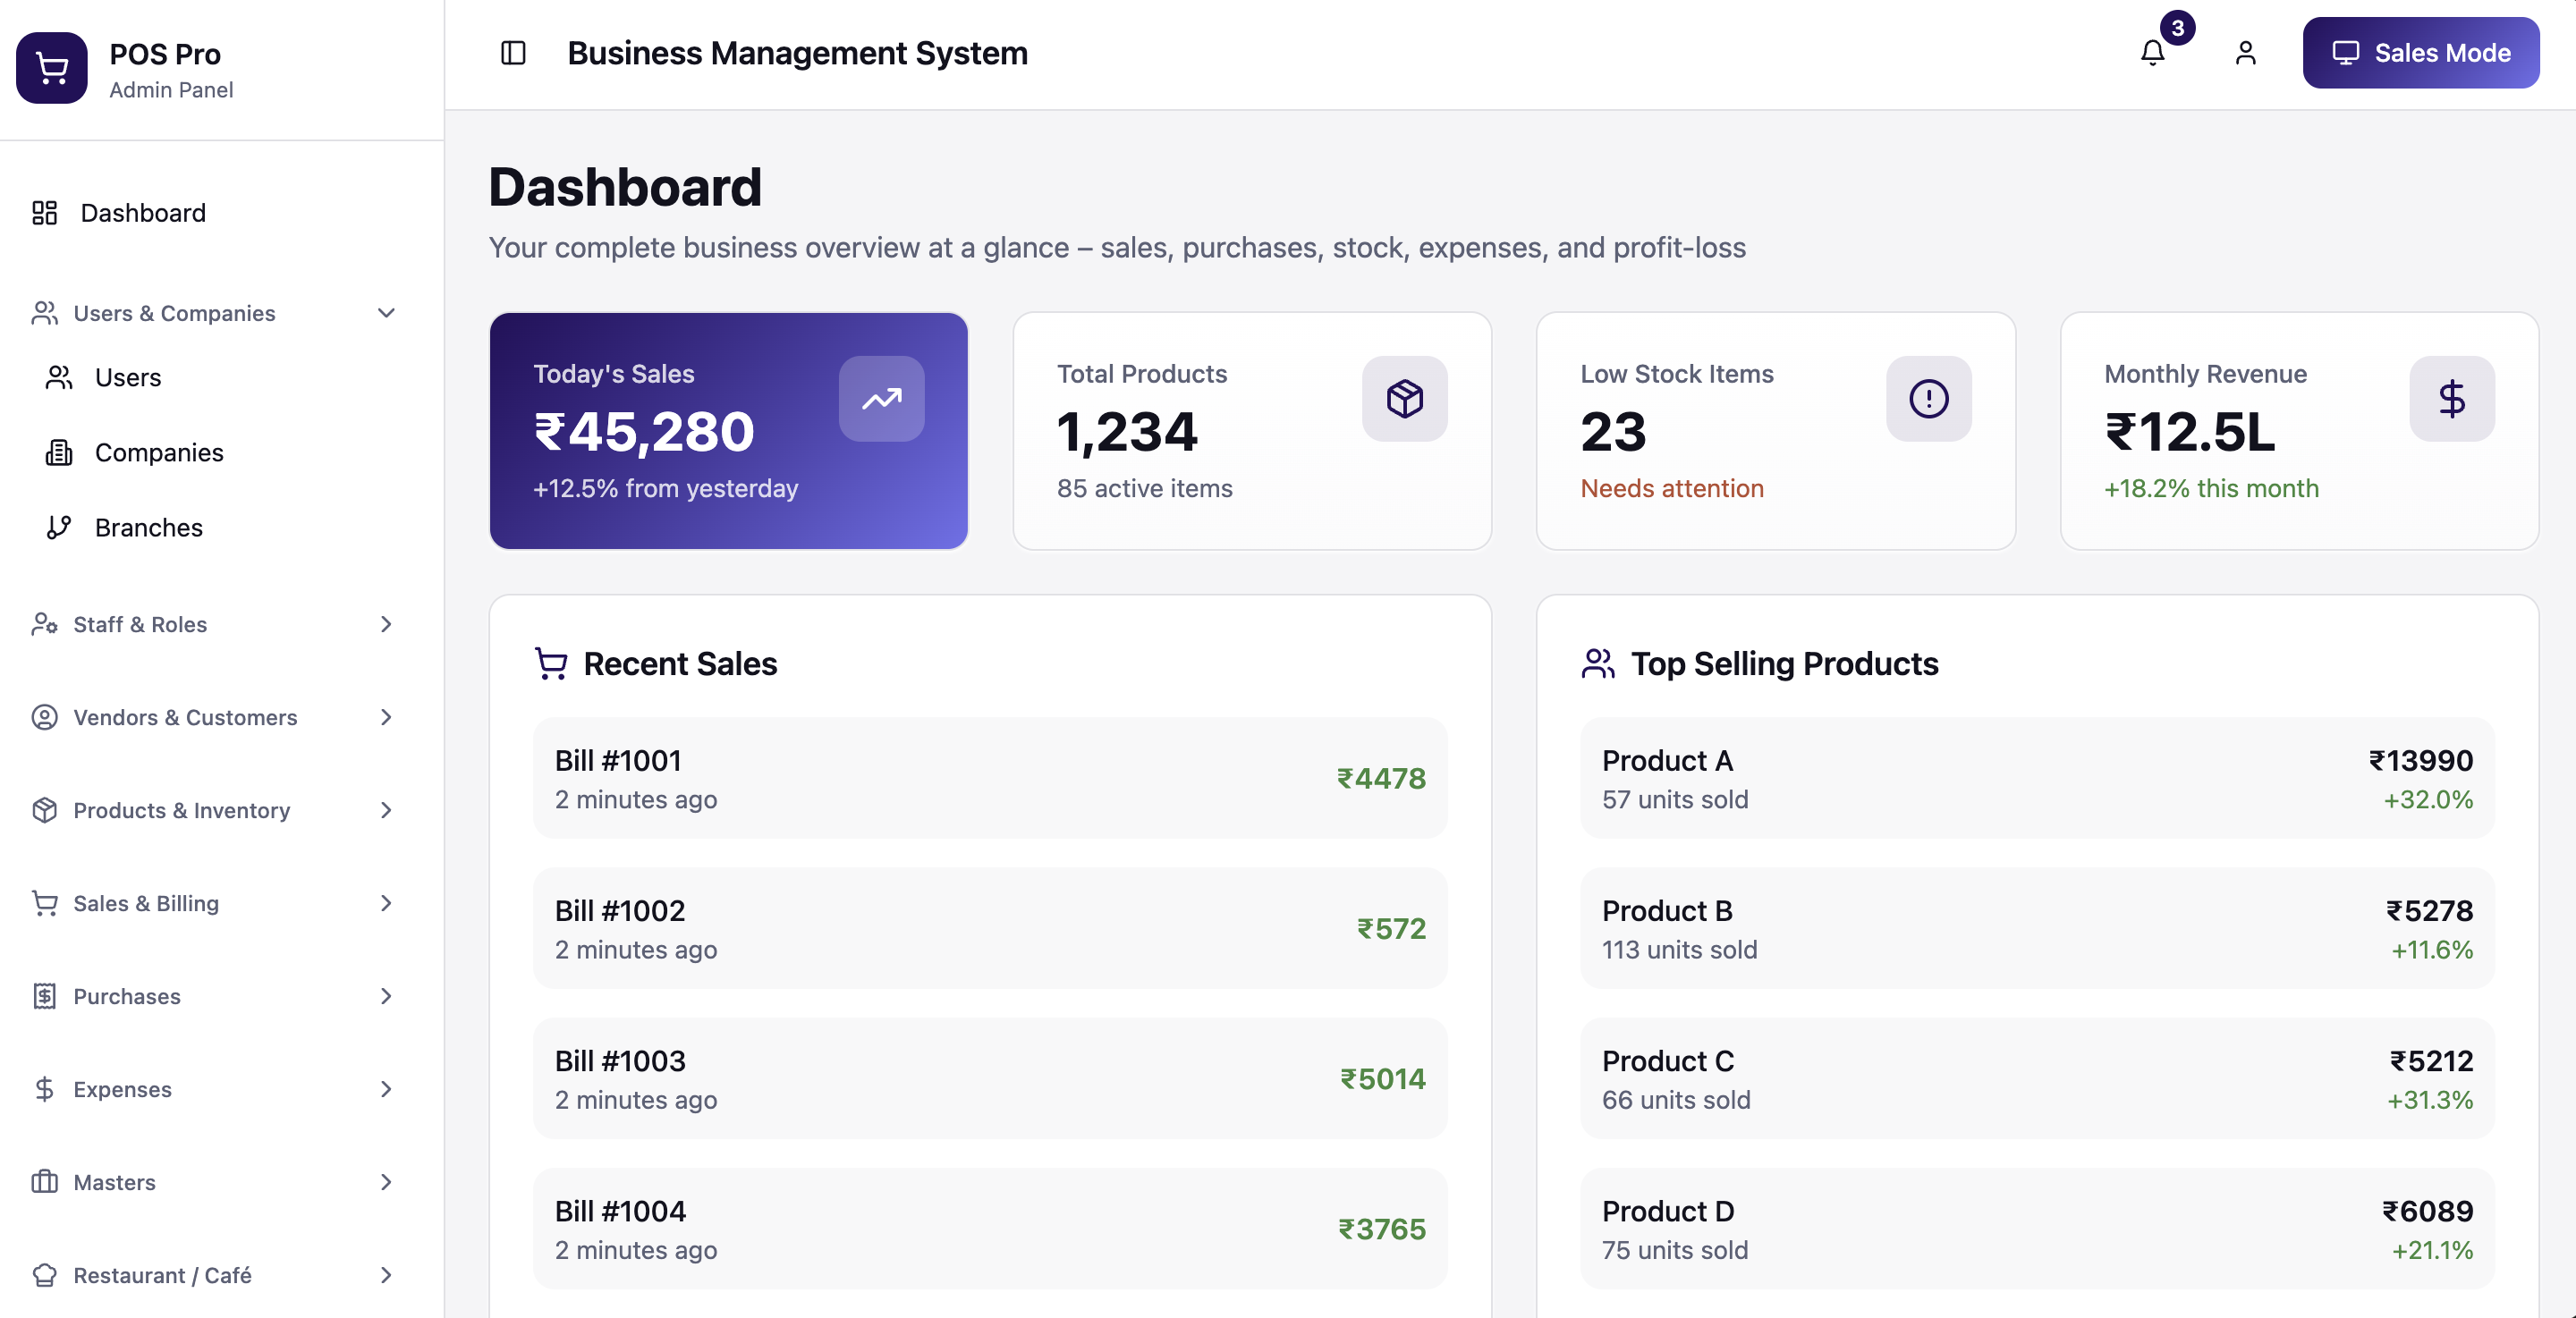 POS Pro
Admin Panel
Dashboard
Users & Companies
Users
Companies
Branches
Staff & Roles
Vendors & Customers
Products & Inventory
Sales & Billing
Purchases
Expenses
Masters
Restaurant / Café
Business Management System
3
Sales Mode
Dashboard
Your complete business overview at a glance – sales, purchases, stock, expenses, and profit-loss
Today's Sales
₹45,280
+12.5% from yesterday
Total Products
1,234
85 active items
Low Stock Items
23
Needs attention
Monthly Revenue
₹12.5L
+18.2% this month
Recent Sales
Bill #1001
2 minutes ago
₹4478
Bill #1002
2 minutes ago
₹572
Bill #1003
2 minutes ago
₹5014
Bill #1004
2 minutes ago
₹3765
Top Selling Products
Product A
₹13990
57 units sold
+32.0%
Product B
₹5278
113 units sold
+11.6%
Product C
₹5212
66 units sold
+31.3%
Product D
₹6089
75 units sold
+21.1%